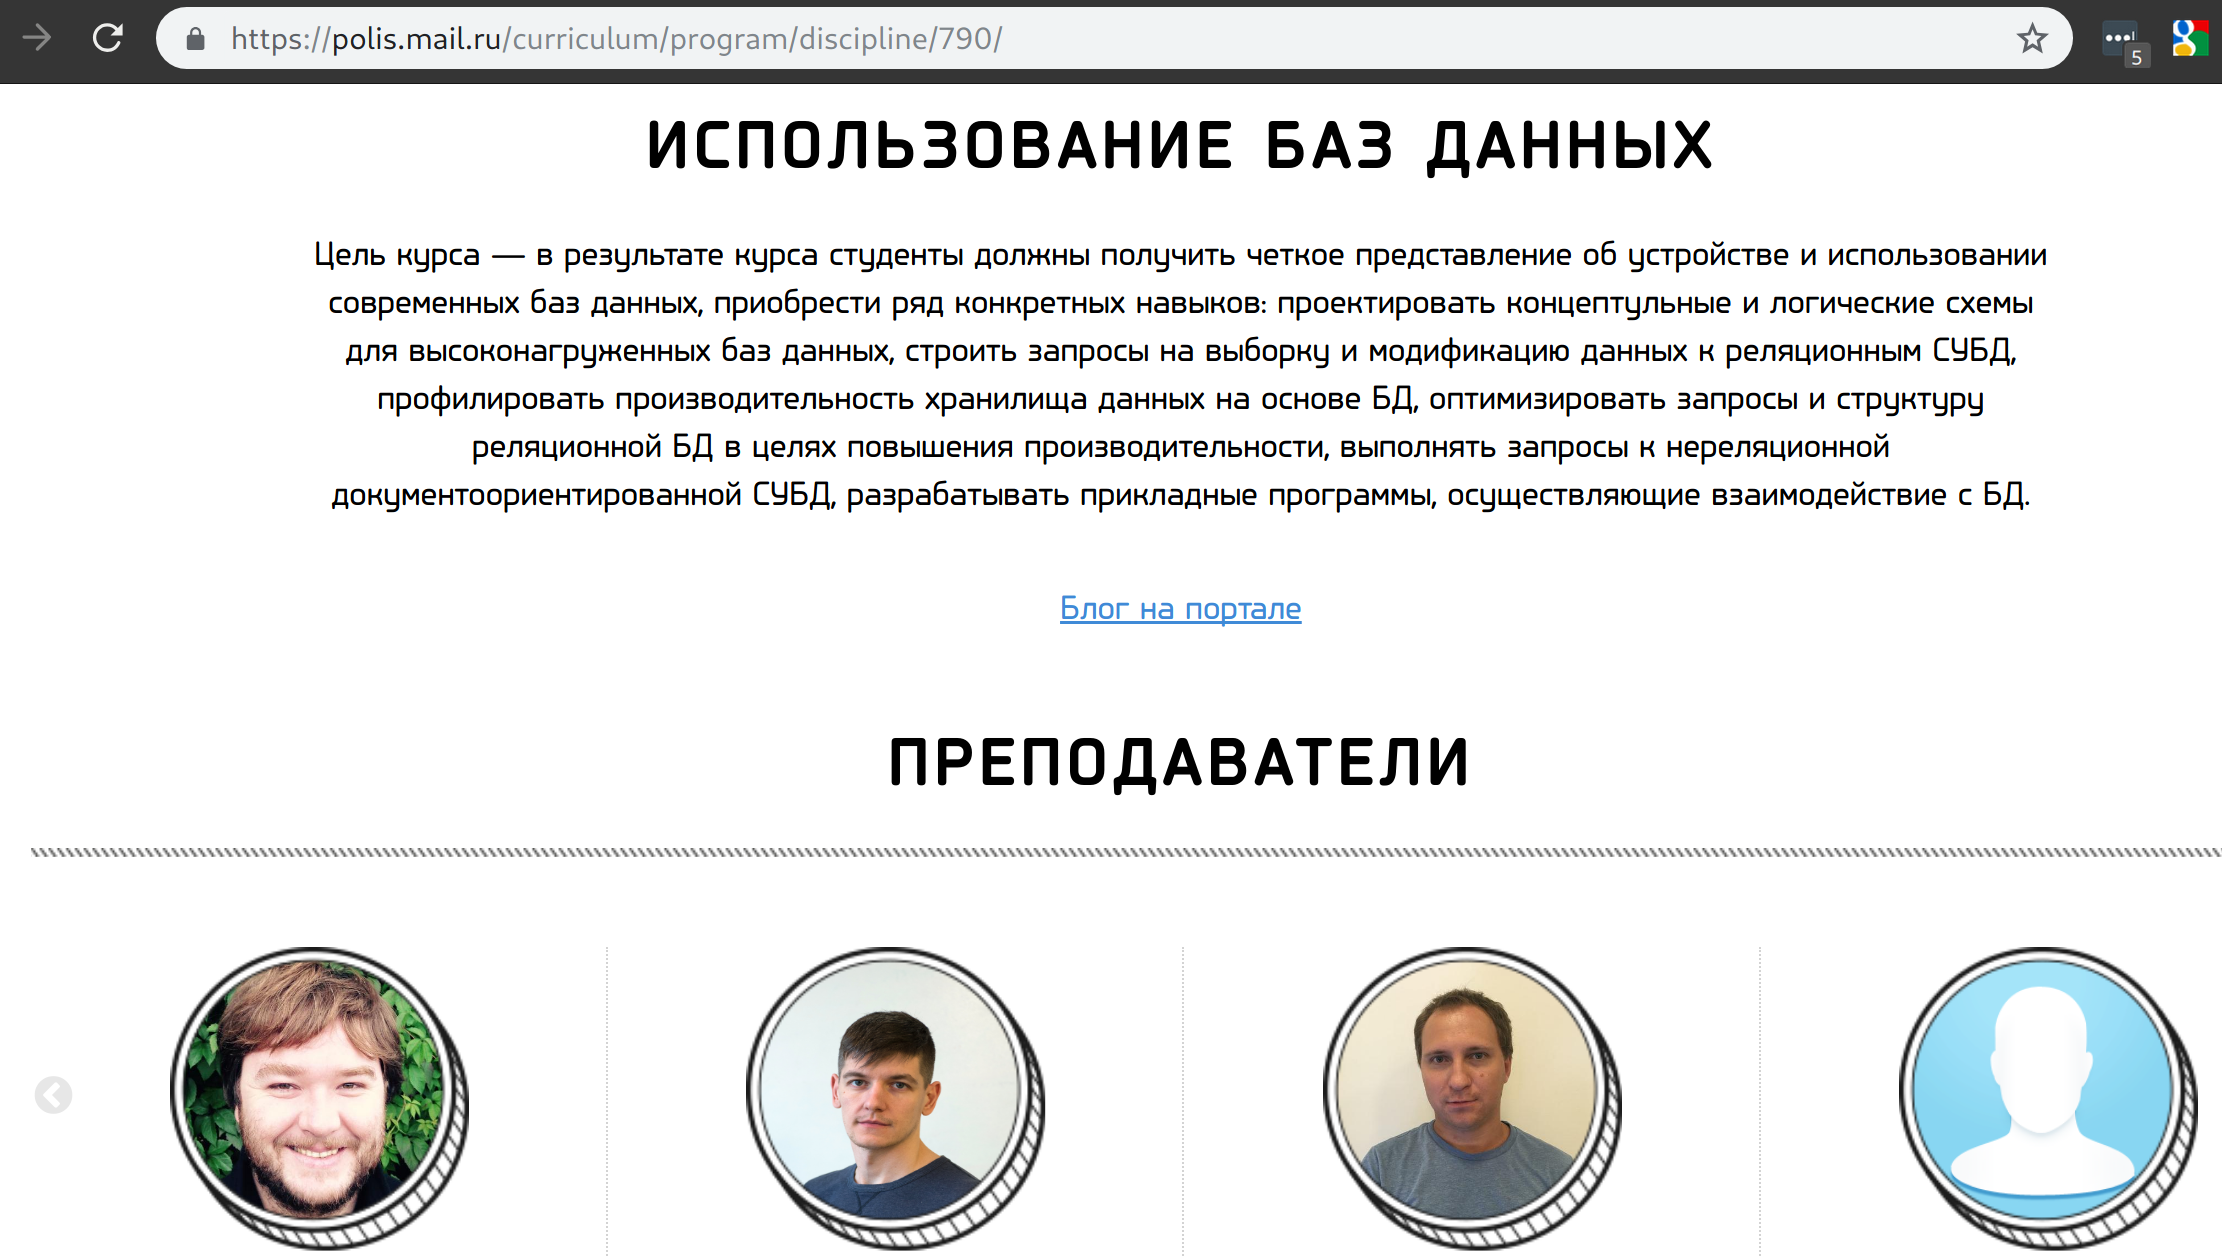 https://polis.mail.ru/curriculum/program/discipline/790/
5
ИСПОЛЬЗОВАНИЕ БАЗ ДАННЫХ
Цель курса — в результате курса студенты должны получить четкое представление об устройстве и использовании
современных баз данных, приобрести ряд конкретных навыков: проектировать концептульные и логические схемы
для высоконагруженных баз данных, строить запросы на выборку и модификацию данных к реляционным СУБД,
профилировать производительность хранилища данных на основе БД, оптимизировать запросы и структуру
реляционной БД в целях повышения производительности, выполнять запросы к нереляционной
документоориентированной СУБД, разрабатывать прикладные программы, осуществляющие взаимодействие с БД.
Блог на портале
ПРЕПОДАВАТЕЛИ